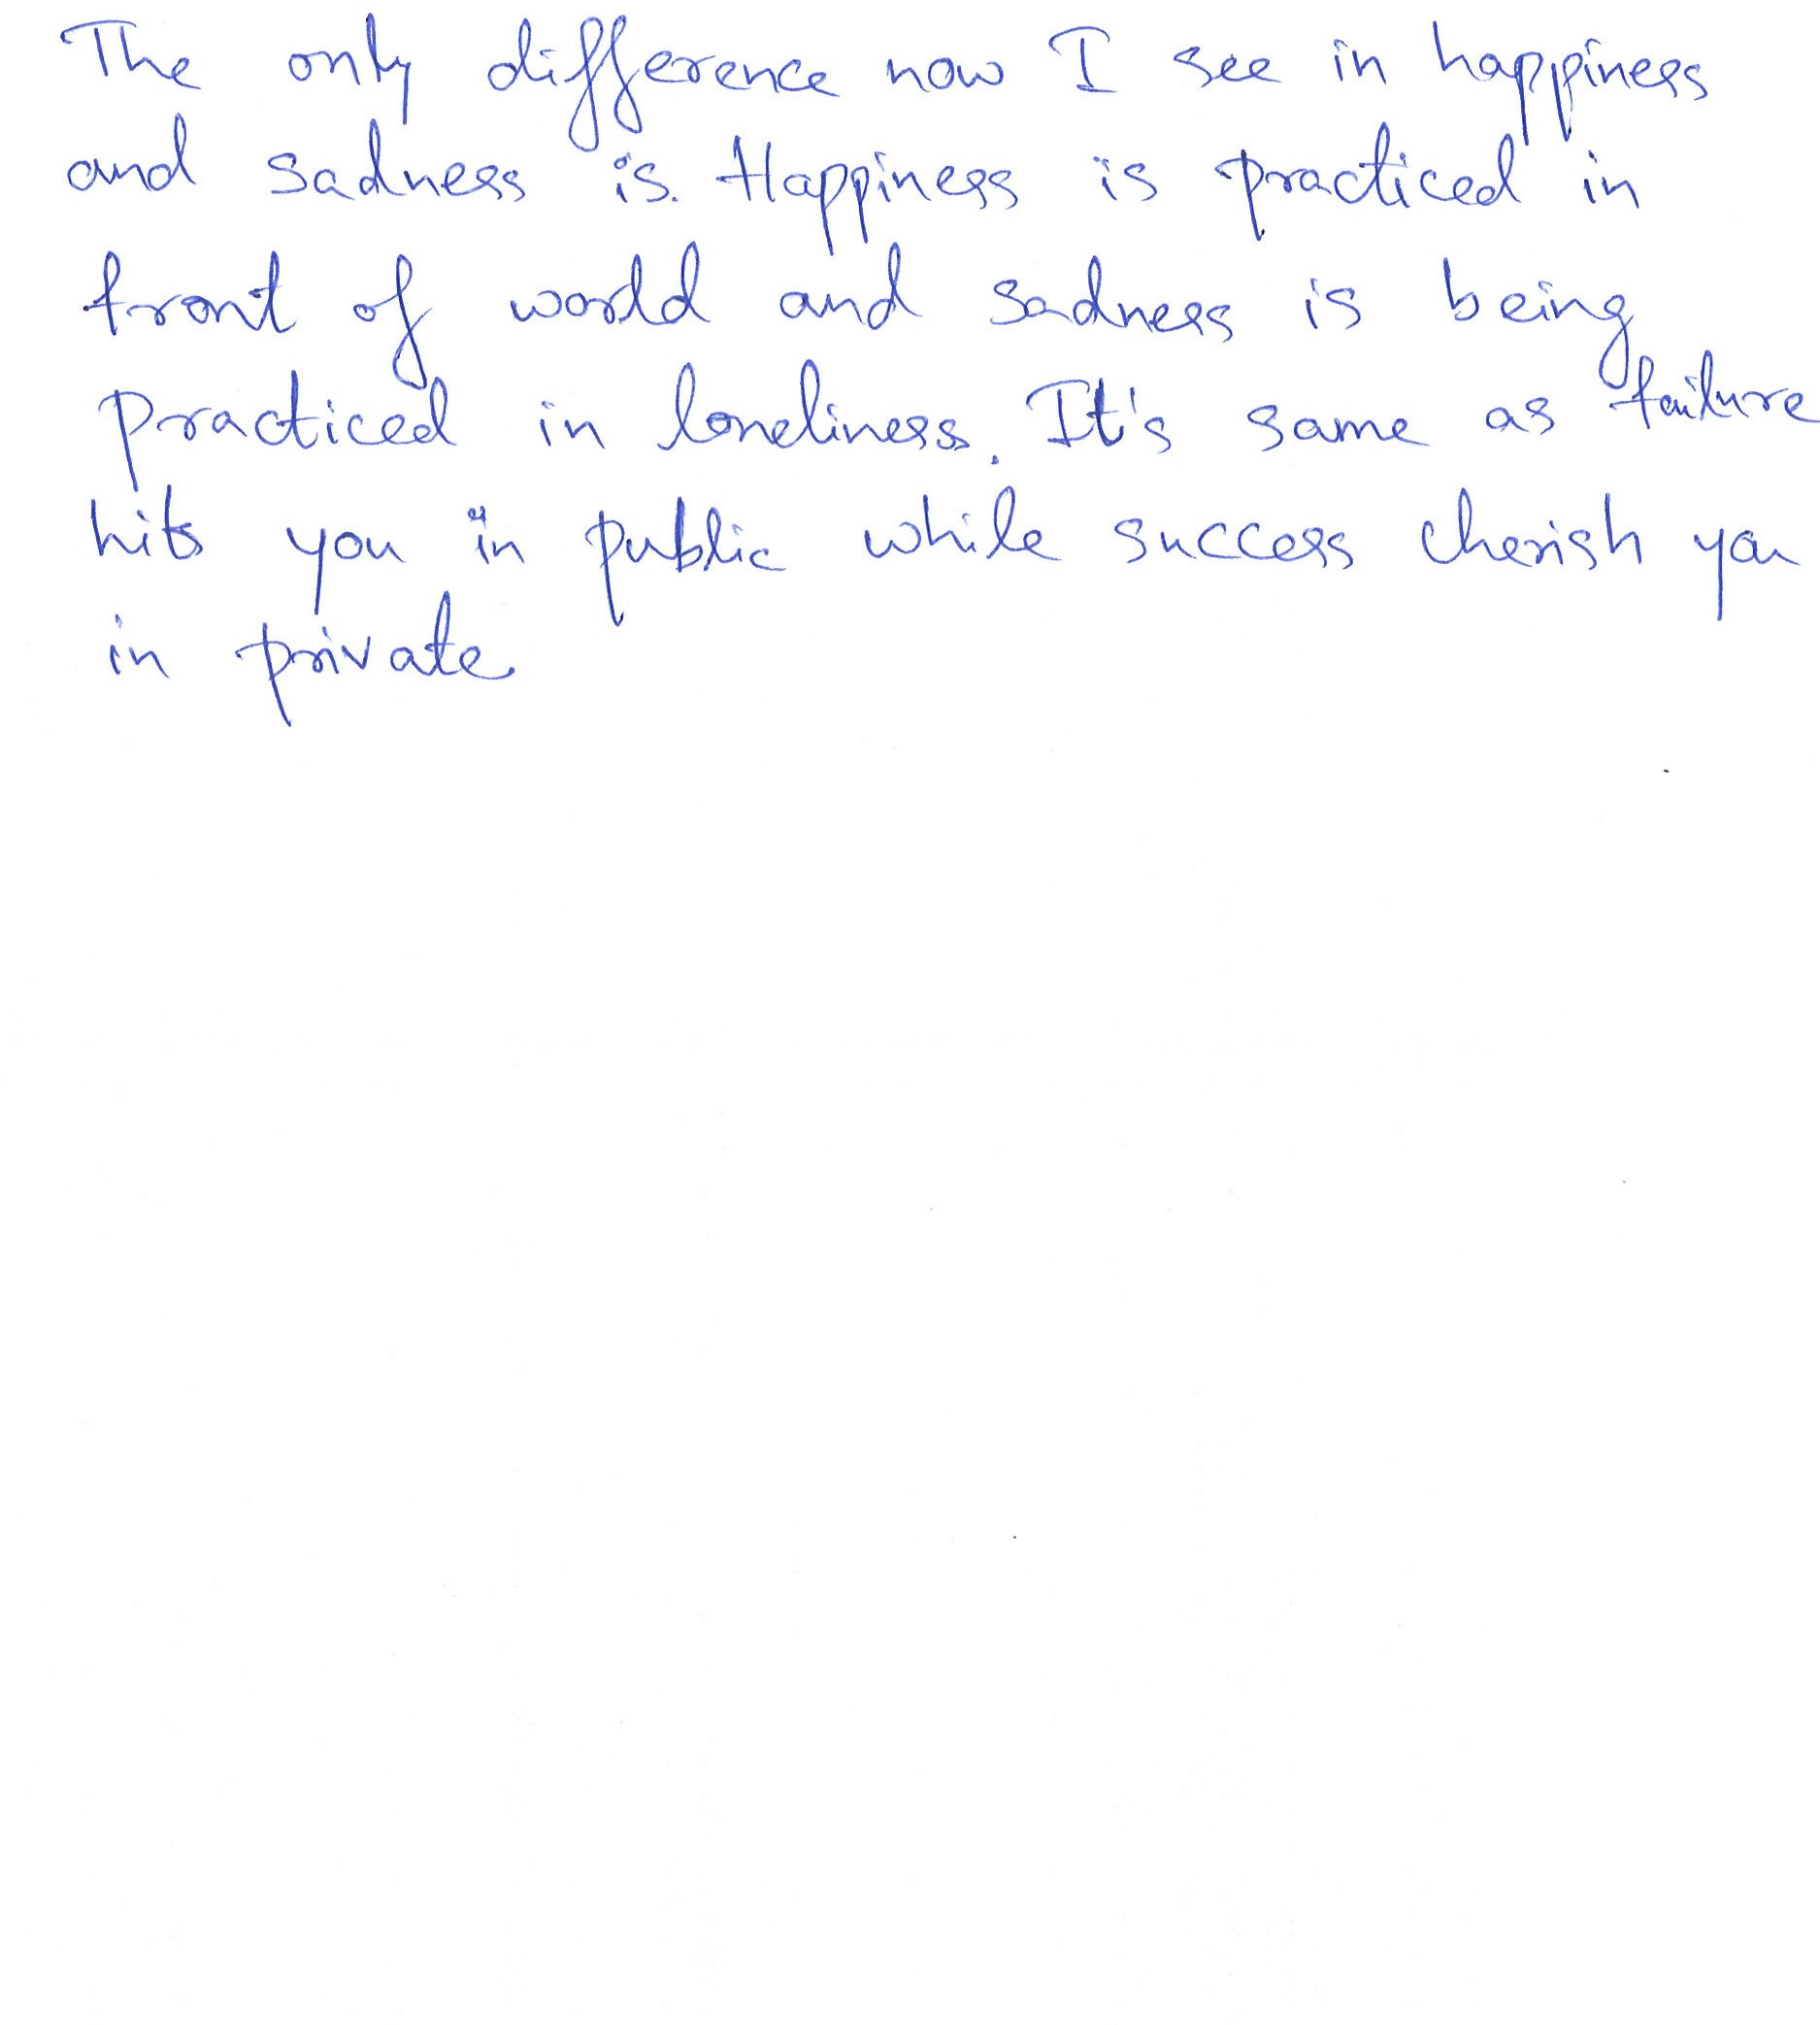 The only difference now I see in happiness
and sadness is. Happiness is practiced in
front of world and sadness is being
practiced in loneliness. It's same as failure
hits you in public while success cherish you
in private.